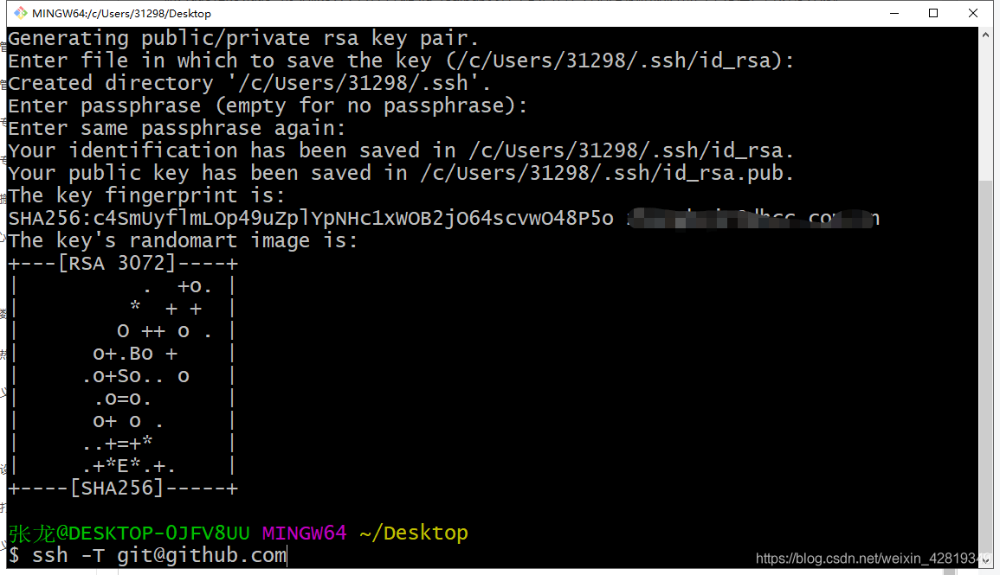 MINGW64:/c/Users/31298/Desktop
Generating public/private rsa key pair.
Enter file in which to save the key (/c/Users/31298/.ssh/id_rsa):
Created directory '/c/Users/31298/.ssh'.
Enter passphrase (empty for no passphrase):
Enter same passphrase again:
Your identification has been saved in /c/Users/31298/.ssh/id_rsa.
Your public key has been saved in /c/Users/31298/.ssh/id_rsa.pub.
The key fingerprint is:
SHA256:c4SmUyflmLOp49uZplYpNHc1xWOB2jO64scvwO48P5o
The key's randomart image is:
+---[RSA 3072]----+
|          .  +o. |
|         *  + +  |
|        O ++ o . |
|      o+.Bo +    |
|     .o+So.. o   |
|      .o=o.      |
|      o+ o .     |
|     ..+=+*      |
|     .+*E*.+.    |
+----[SHA256]-----+
张龙@DESKTOP-OJFV8UU MINGW64 ~/Desktop
$ ssh -T git@github.com
https://blog.csdn.net/weixin_42819349